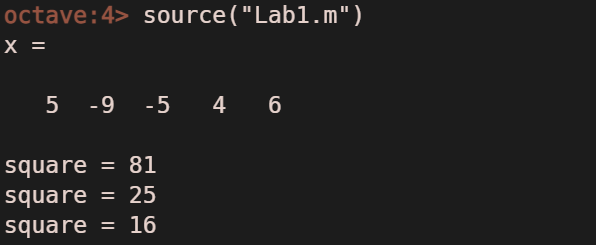 octave:4> source("Lab1.m")
x =
5 -9 -5 4 6
square = 81
square = 25
square = 16